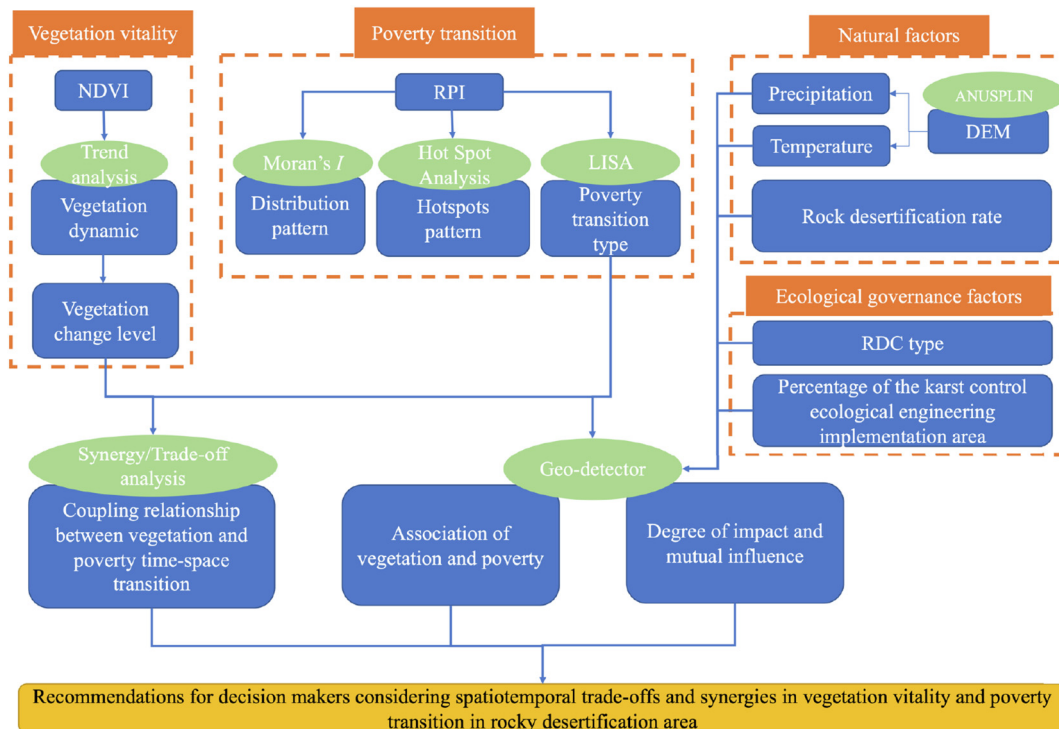 Vegetation vitality
NDVI
Trend
analysis
Vegetation
dynamic
Vegetation
change level
Poverty transition
RPI
Moran's I
Distribution
pattern
Hot Spot
Analysis
Hotspots
pattern
LISA
Poverty
transition
type
Natural factors
Precipitation
Temperature
ANUSPLIN
DEM
Rock desertification rate
Ecological governance factors
RDC type
Percentage of the karst control
ecological engineering
implementation area
Synergy/Trade-off
analysis
Coupling relationship
between vegetation and
poverty time-space
transition
Geo-detector
Association of
vegetation and poverty
Degree of impact and
mutual influence
Recommendations for decision makers considering spatiotemporal trade-offs and synergies in vegetation vitality and poverty
transition in rocky desertification area